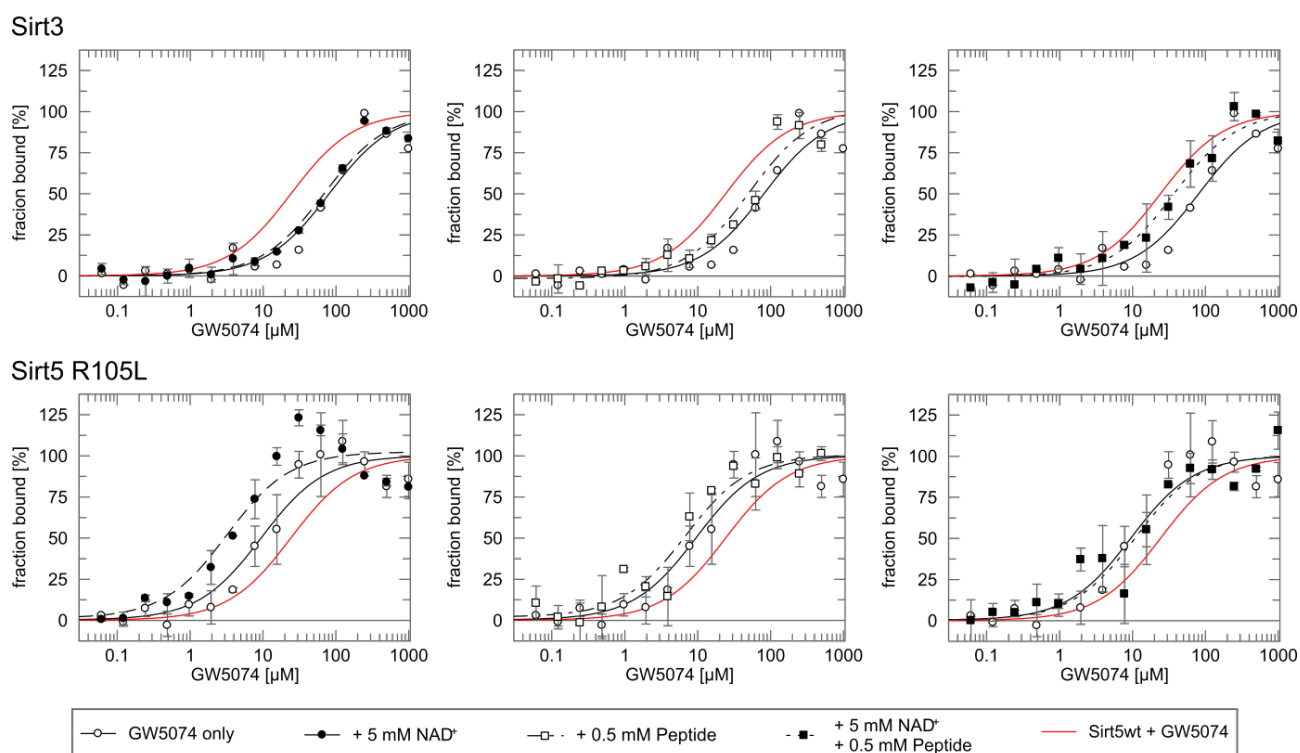 Sirt3
125
100
75
50
25
0
fracion bound [%]
0.1 1 10 100 1000
GW5074 [µM]
125
100
75
50
25
0
fraction bound [%]
0.1 1 10 100 1000
GW5074 [µM]
125
100
75
50
25
0
fraction bound [%]
0.1 1 10 100 1000
GW5074 [µM]
Sirt5 R105L
125
100
75
50
25
0
fraction bound [%]
0.1 1 10 100 1000
GW5074 [µM]
125
100
75
50
25
0
fraction bound [%]
0.1 1 10 100 1000
GW5074 [µM]
125
100
75
50
25
0
fraction bound [%]
0.1 1 10 100 1000
GW5074 [µM]
GW5074 only
+ 5 mM NAD⁺
+ 0.5 mM Peptide
+ 5 mM NAD⁺
+ 0.5 mM Peptide
Sirt5wt + GW5074